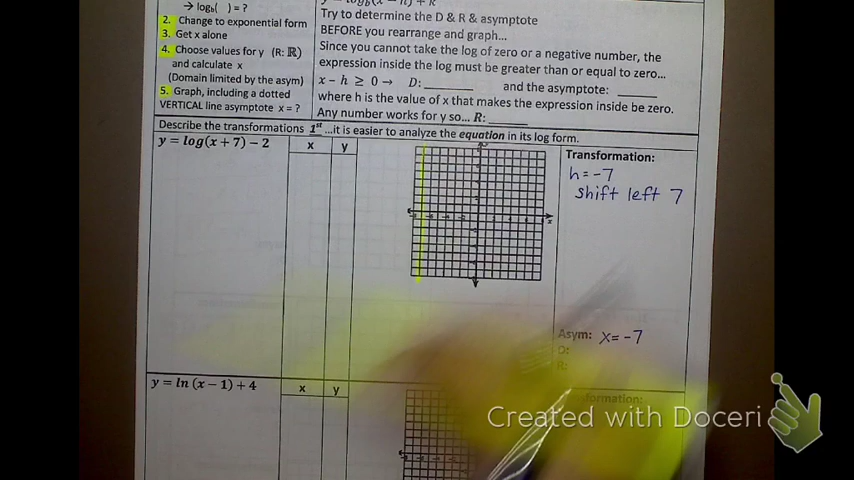 → log_b( ) = ?
2. Change to exponential form
3. Get x alone
4. Choose values for y (R: ℝ)
and calculate x
(Domain limited by the asym)
5. Graph, including a dotted
VERTICAL line asymptote x = ?
Try to determine the D & R & asymptote
BEFORE you rearrange and graph...
Since you cannot take the log of zero or a negative number, the
expression inside the log must be greater than or equal to zero...
x – h ≥ 0 → D: ________ and the asymptote: ______
where h is the value of x that makes the expression inside be zero.
Any number works for y so... R: ______
Describe the transformations 1st ...it is easier to analyze the equation in its log form.
y = log(x + 7) – 2
x y
Transformation:
h = -7
shift left 7
Asym: x = -7
D:
R:
y = ln (x – 1) + 4
x y
Created with Doceri